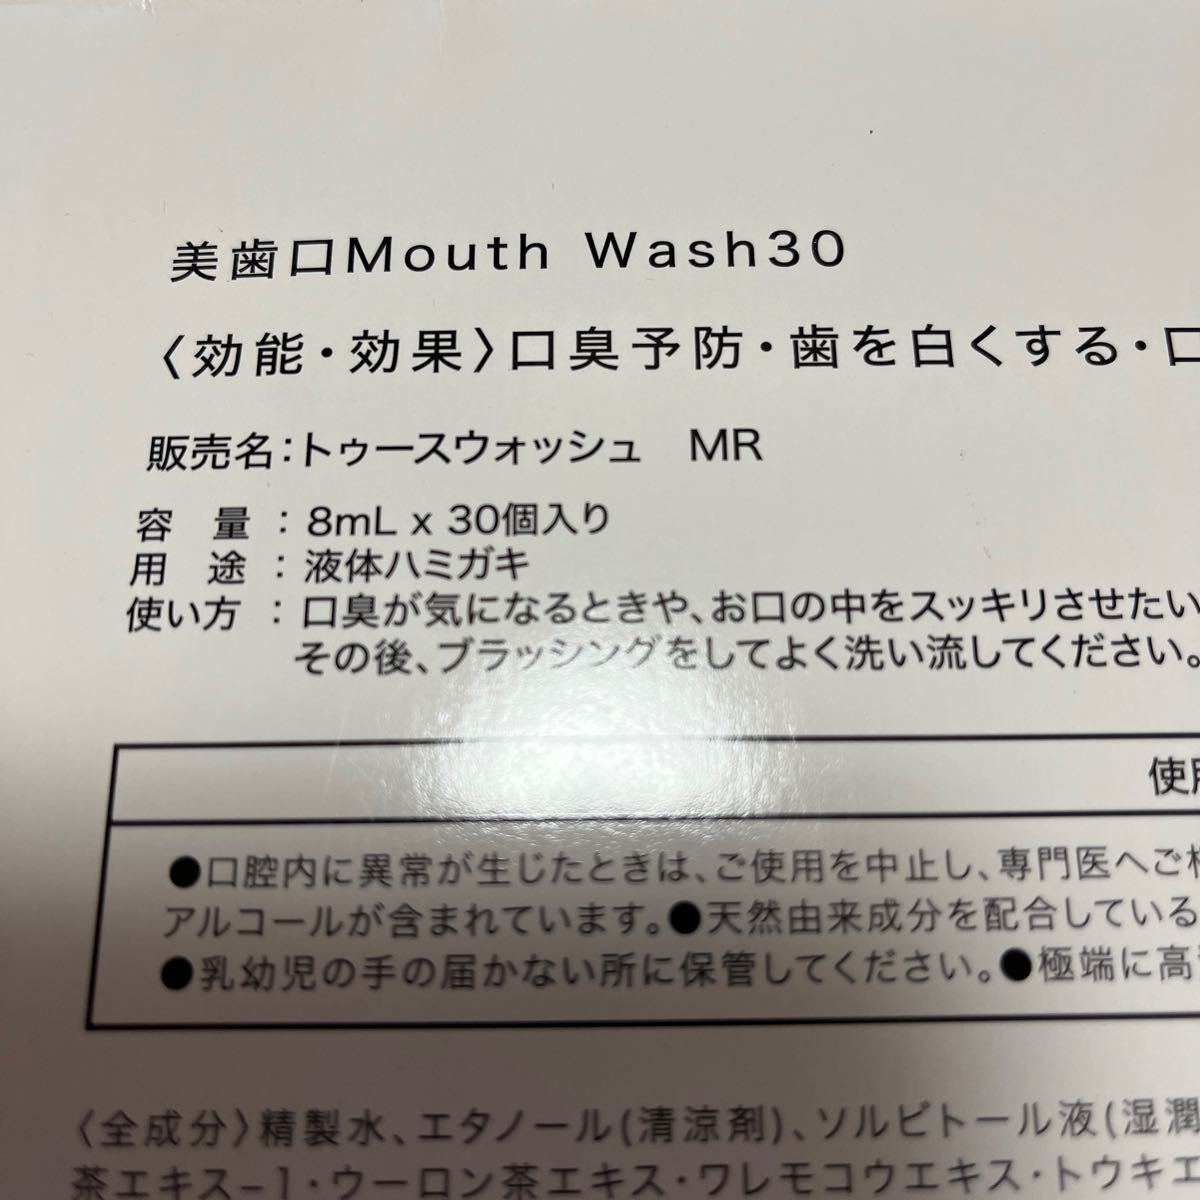 美歯口Mouth Wash30
〈効能・効果〉口臭予防・歯を白くする・口
販売名：トゥースウォッシュ　MR
容　量　：8mL x 30個入り
用　途　：液体ハミガキ
使い方　：口臭が気になるときや、お口の中をスッキリさせたい
その後、ブラッシングをしてよく洗い流してください。
使用
●口腔内に異常が生じたときは、ご使用を中止し、専門医へご相
アルコールが含まれています。●天然由来成分を配合している
●乳幼児の手の届かない所に保管してください。●極端に高
〈全成分〉精製水、エタノール(清涼剤)、ソルビトール液(湿潤
茶エキス-1・ウーロン茶エキス・ワレモコウエキス・トウキエ